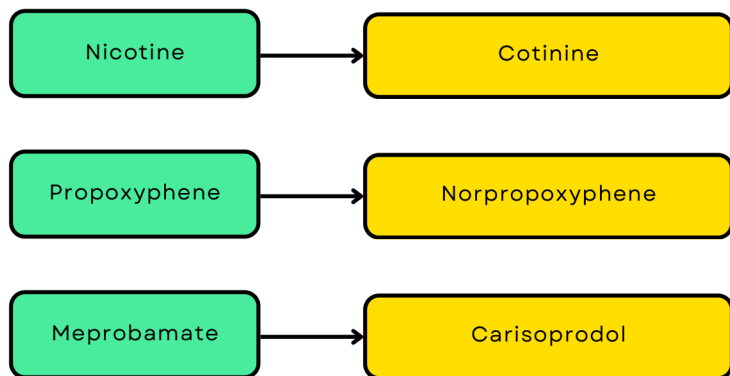 Nicotine
Cotinine
Propoxyphene
Norpropoxyphene
Meprobamate
Carisoprodol